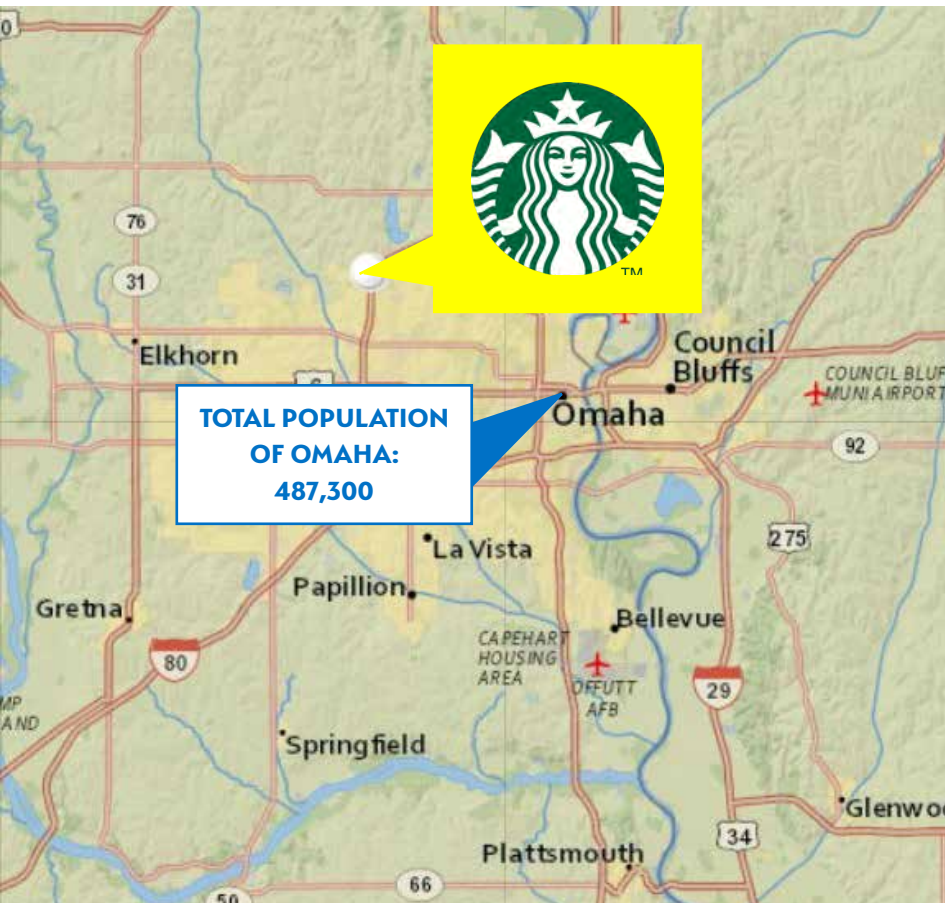 0
76
31
TM
Elkhorn
Council
Bluffs
COUNCIL BLUF
MUNI AIRPORT
6
TOTAL POPULATION
OF OMAHA:
487,300
Omaha
92
275
La Vista
Papillion
Gretna
Bellevue
CAPEHART
HOUSING
AREA
OFFUTT
AFB
80
29
MP
AND
Springfield
Glenwo
34
Plattsmouth
66
50